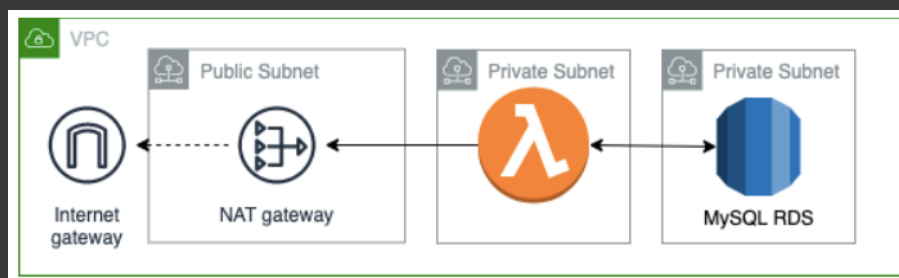 VPC
Public Subnet
Private Subnet
Private Subnet
Internet
gateway
NAT gateway
MySQL RDS